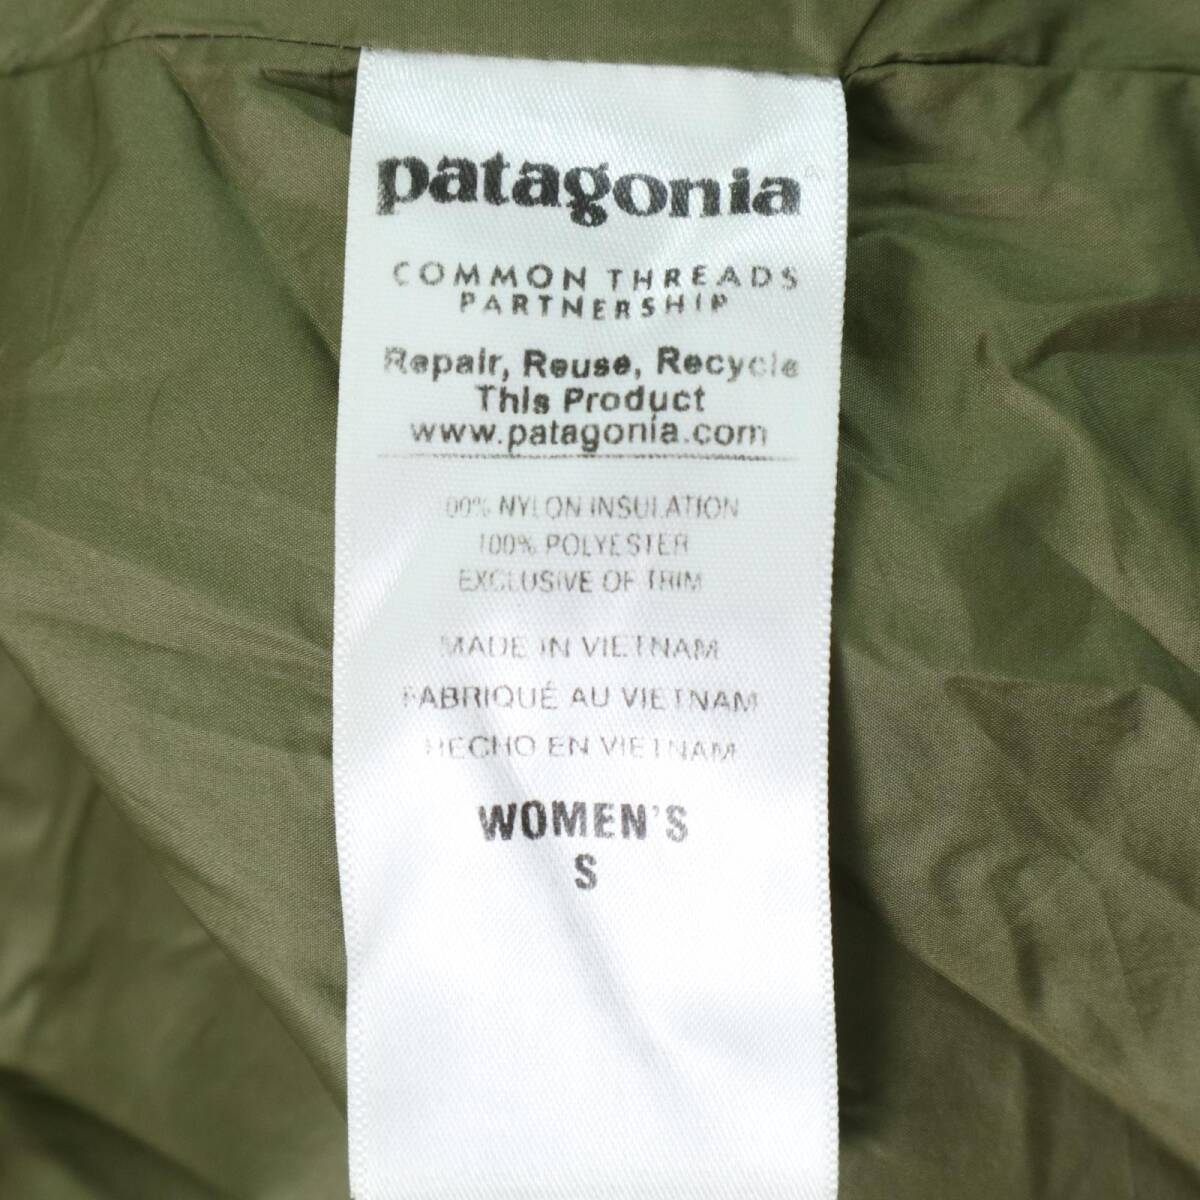 patagonia
COMMON THREADS
PARTNERSHIP
Repair, Reuse, Recycle
This Product
www.patagonia.com
00% NYLON INSULATION
100% POLYESTER
EXCLUSIVE OF TRIM
MADE IN VIETNAM
FABRIQUÉ AU VIETNAM
HECHO EN VIETNAM
WOMEN'S
S